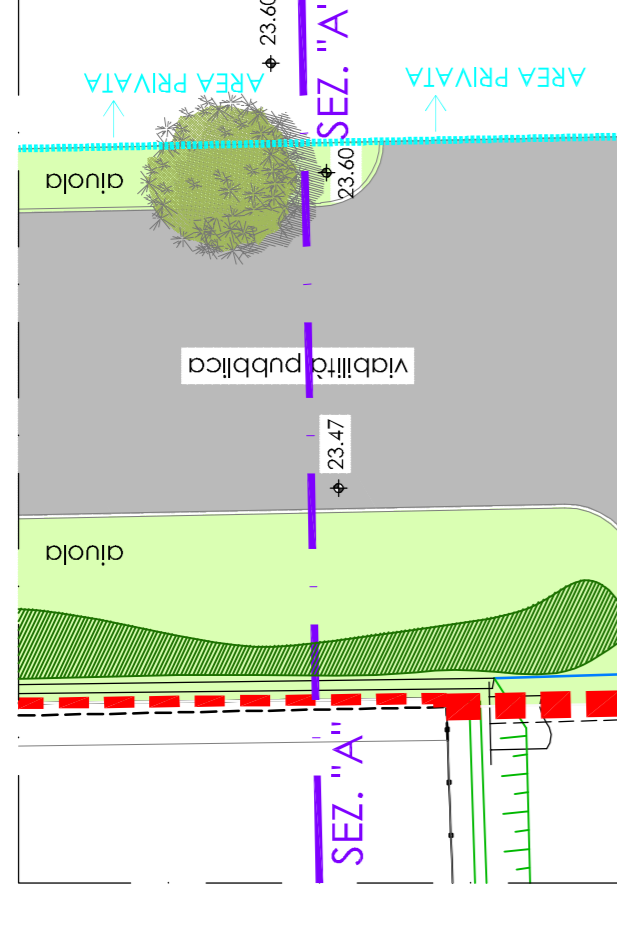 23.60
SEZ. "A"
AREA PRIVATA
AREA PRIVATA
23.60
aiuola
viabilità pubblica
23.47
aiuola
SEZ. "A"